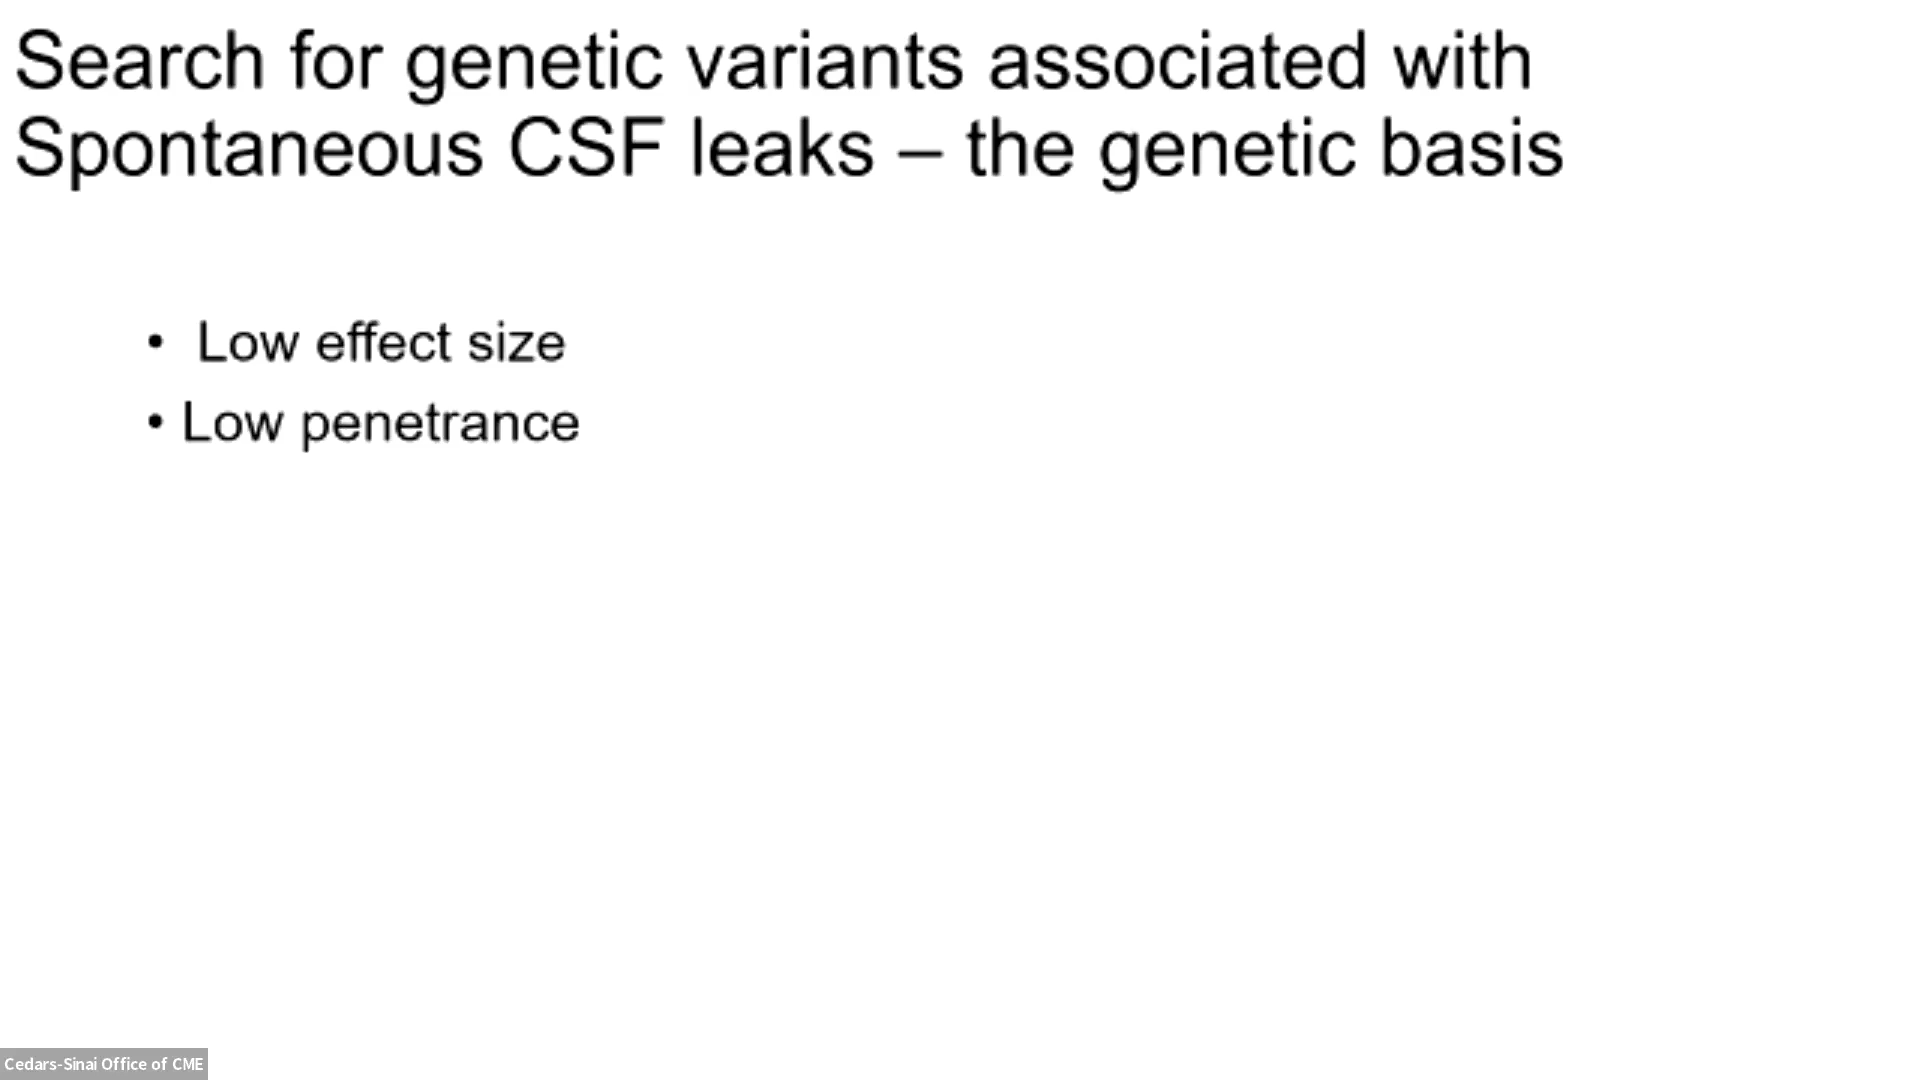 Search for genetic variants associated with
Spontaneous CSF leaks – the genetic basis
• Low effect size
• Low penetrance
Cedars-Sinai Office of CME